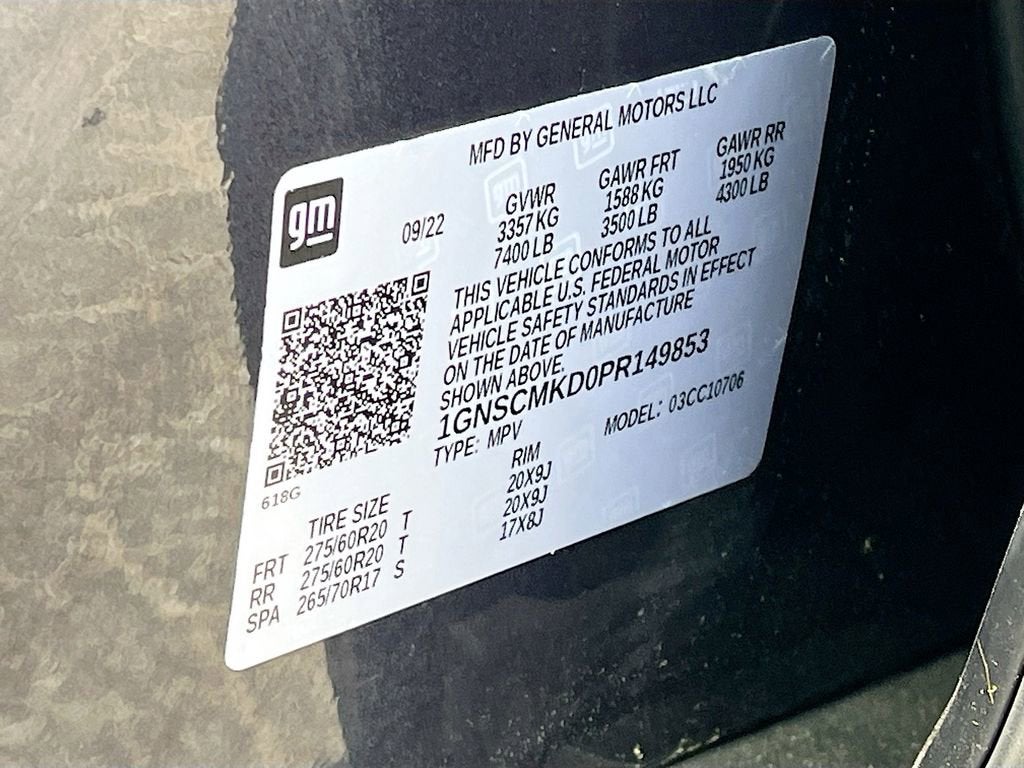 MFD BY GENERAL MOTORS LLC
gm
09/22
GVWR GAWR FRT GAWR RR
3357 KG 1588 KG 1950 KG
7400 LB 3500 LB 4300 LB
THIS VEHICLE CONFORMS TO ALL
APPLICABLE U.S. FEDERAL MOTOR
VEHICLE SAFETY STANDARDS IN EFFECT
ON THE DATE OF MANUFACTURE
SHOWN ABOVE.
1GNSCMKD0PR149853
TYPE: MPV MODEL: 03CC10706
618G
TIRE SIZE RIM
FRT 275/60R20 T 20X9J
RR 275/60R20 T 20X9J
SPA 265/70R17 S 17X8J